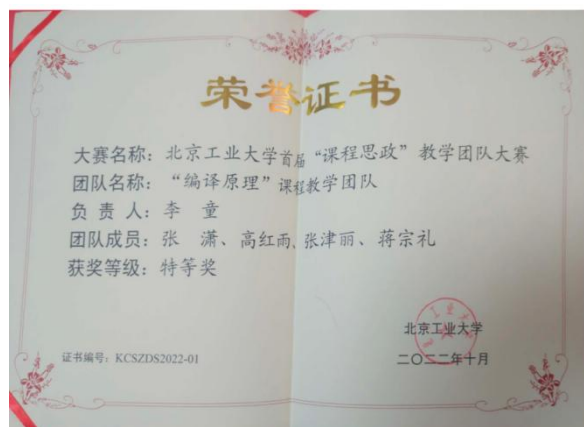 荣誉证书
大赛名称：北京工业大学首届“课程思政”教学团队大赛
团队名称：“编译原理”课程教学团队
负 责 人：李 童
团队成员：张 潇、高红雨、张津丽、蒋宗礼
获奖等级：特等奖
北京工业大学
二〇二二年十月
证书编号：KCSZDS2022-01